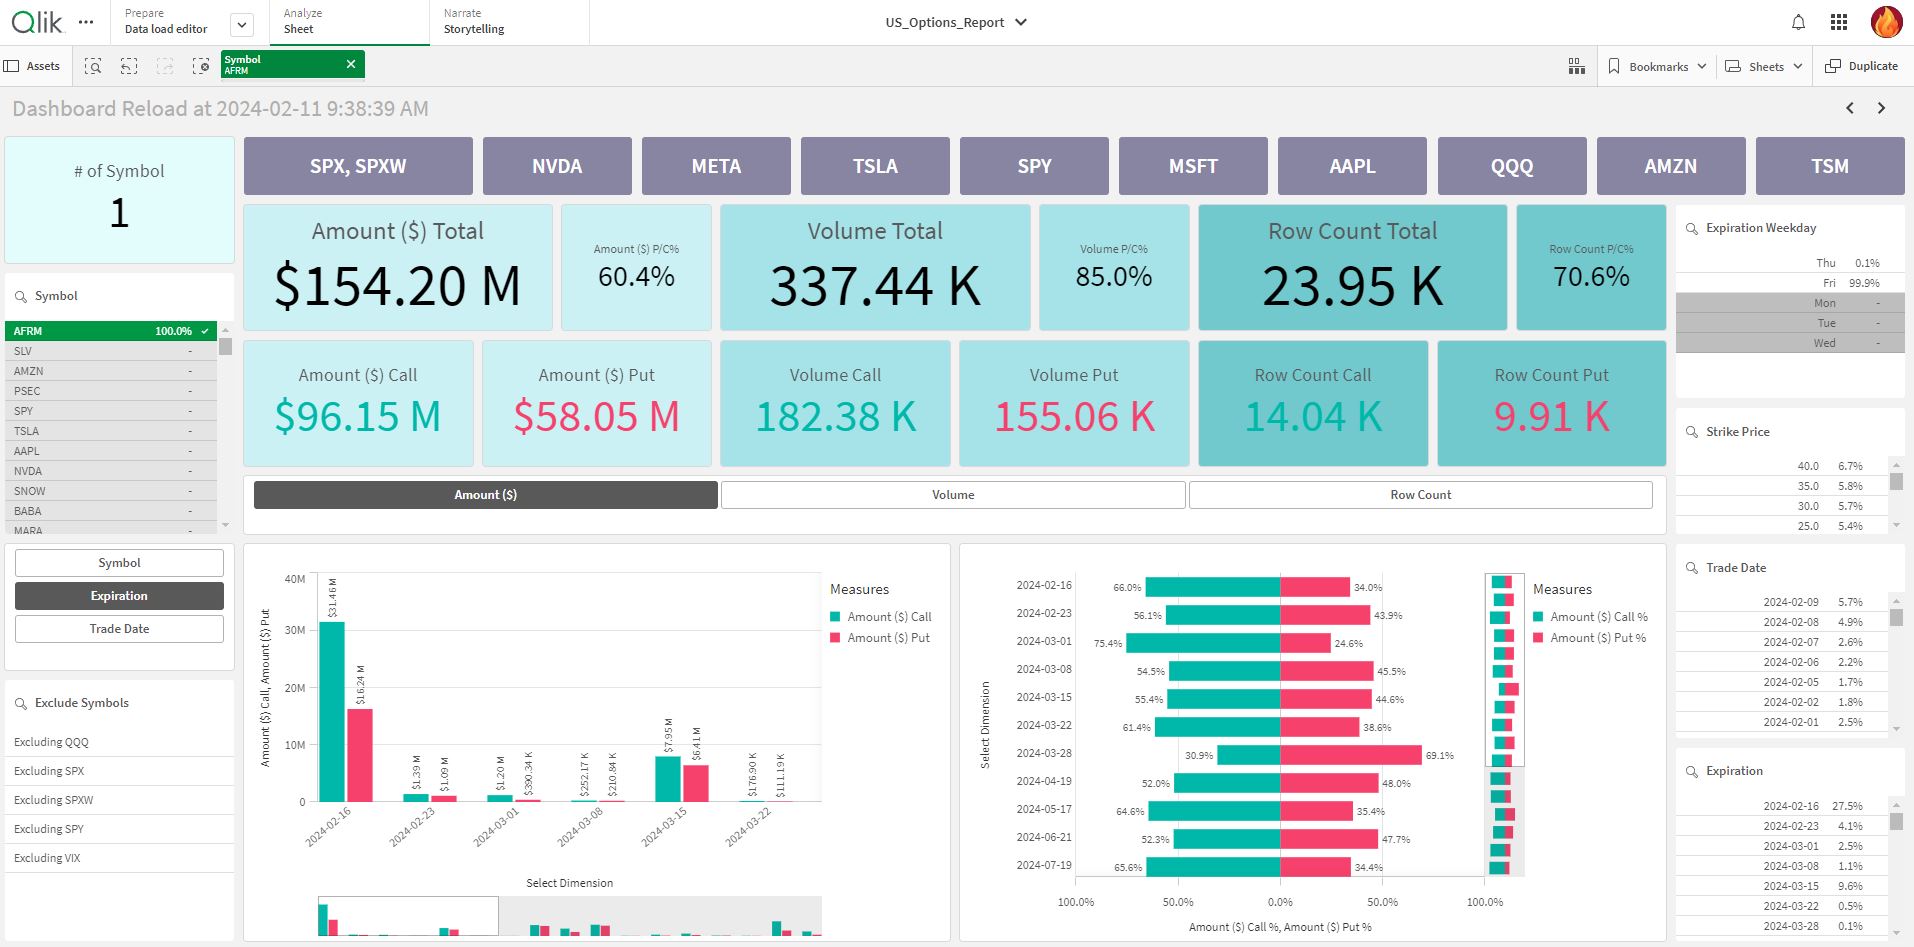 Qlik
Prepare
Data load editor
Analyze
Sheet
Narrate
Storytelling
US_Options_Report
Assets
Symbol
AFRM
Bookmarks
Sheets
Duplicate
Dashboard Reload at 2024-02-11 9:38:39 AM
# of Symbol
1
SPX, SPXW
NVDA
META
TSLA
SPY
MSFT
AAPL
QQQ
AMZN
TSM
Amount ($) Total
$154.20 M
Amount ($) P/C%
60.4%
Volume Total
337.44 K
Volume P/C%
85.0%
Row Count Total
23.95 K
Row Count P/C%
70.6%
Amount ($) Call
$96.15 M
Amount ($) Put
$58.05 M
Volume Call
182.38 K
Volume Put
155.06 K
Row Count Call
14.04 K
Row Count Put
9.91 K
Symbol
AFRM 100.0%
SLV -
AMZN -
PSEC -
SPY -
TSLA -
AAPL -
NVDA -
SNOW -
BABA -
MARA -
Symbol
Expiration
Trade Date
Exclude Symbols
Excluding QQQ
Excluding SPX
Excluding SPXW
Excluding SPY
Excluding VIX
Amount ($)
Volume
Row Count
Amount ($) Call, Amount ($) Put
40M
30M
20M
10M
0
$31.46 M
$16.24 M
$1.39 M
$1.09 M
$1.20 M
$390.34 K
$252.17 K
$210.84 K
$7.95 M
$6.41 M
$176.90 K
$111.19 K
2024-02-16
2024-02-23
2024-03-01
2024-03-08
2024-03-15
2024-03-22
Select Dimension
Measures
Amount ($) Call
Amount ($) Put
Select Dimension
2024-02-16 66.0% 34.0%
2024-02-23 56.1% 43.9%
2024-03-01 75.4% 24.6%
2024-03-08 54.5% 45.5%
2024-03-15 55.4% 44.6%
2024-03-22 61.4% 38.6%
2024-03-28 30.9% 69.1%
2024-04-19 52.0% 48.0%
2024-05-17 64.6% 35.4%
2024-06-21 52.3% 47.7%
2024-07-19 65.6% 34.4%
100.0% 50.0% 0.0% 50.0% 100.0%
Amount ($) Call %, Amount ($) Put %
Measures
Amount ($) Call %
Amount ($) Put %
Expiration Weekday
Thu 0.1%
Fri 99.9%
Mon -
Tue -
Wed -
Strike Price
40.0 6.7%
35.0 5.8%
30.0 5.7%
25.0 5.4%
Trade Date
2024-02-09 5.7%
2024-02-08 4.9%
2024-02-07 2.6%
2024-02-06 2.2%
2024-02-05 1.7%
2024-02-02 1.8%
2024-02-01 2.5%
Expiration
2024-02-16 27.5%
2024-02-23 4.1%
2024-03-01 2.5%
2024-03-08 1.1%
2024-03-15 9.6%
2024-03-22 0.5%
2024-03-28 0.1%